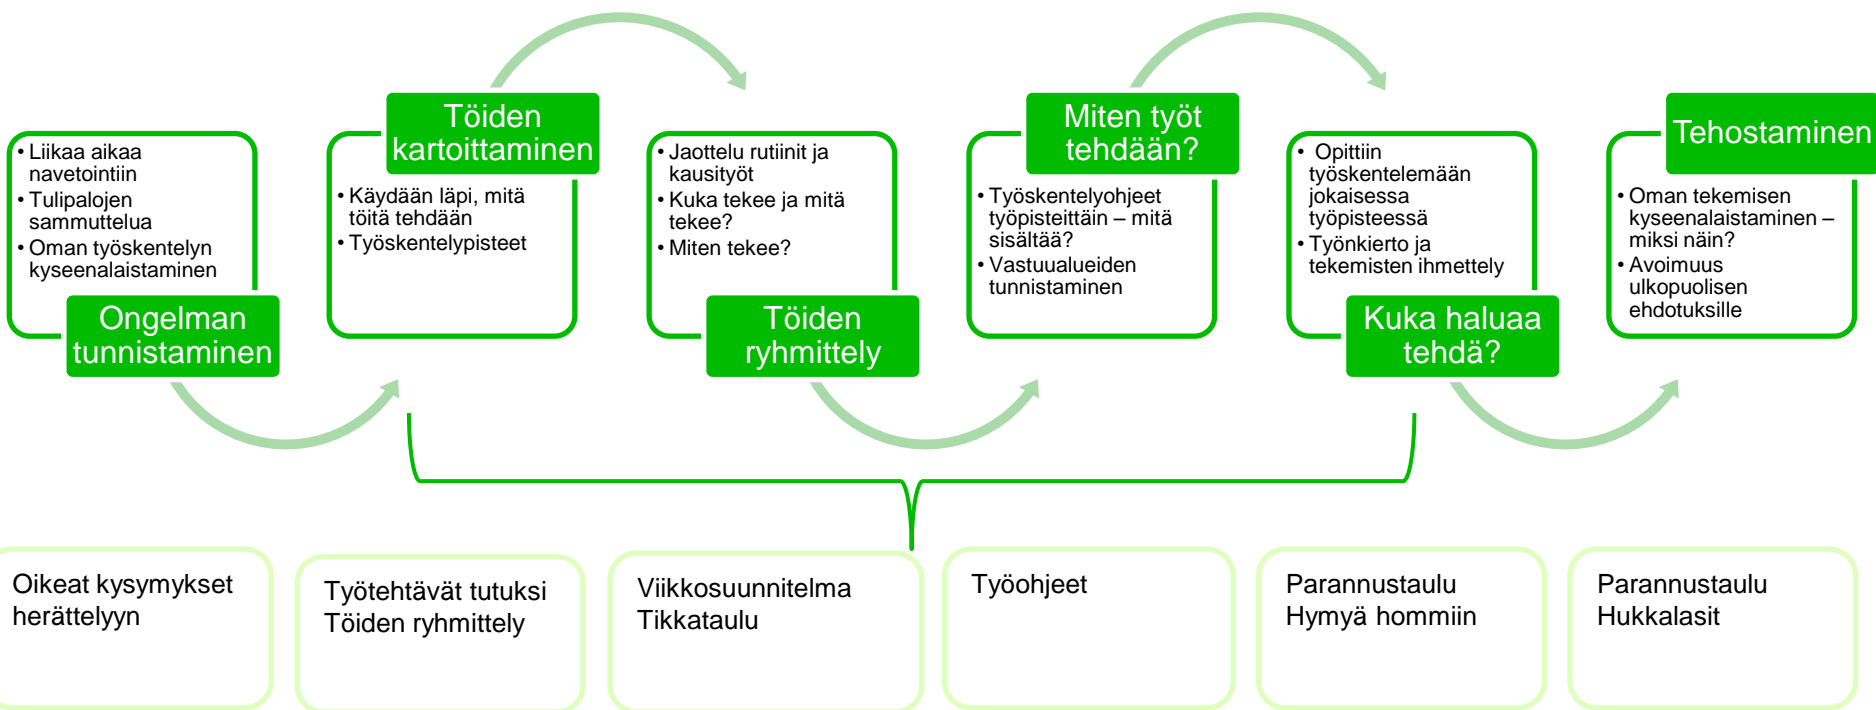 • Liikaa aikaa
navetointiin
• Tulipalojen
sammuttelua
• Oman työskentelyn
kyseenalaistaminen
Ongelman
tunnistaminen
Töiden
kartoittaminen
• Käydään läpi, mitä
töitä tehdään
• Työskentelypisteet
• Jaottelu rutiinit ja
kausityöt
• Kuka tekee ja mitä
tekee?
• Miten tekee?
Töiden
ryhmittely
Miten työt
tehdään?
• Työskentelyohjeet
työpisteittäin – mitä
sisältää?
• Vastuualueiden
tunnistaminen
• Opittiin
työskentelemään
jokaisessa
työpisteessä
• Työnkierto ja
tekemisten ihmettely
Kuka haluaa
tehdä?
Tehostaminen
• Oman tekemisen
kyseenalaistaminen –
miksi näin?
• Avoimuus
ulkopuolisen
ehdotuksille
Oikeat kysymykset
herättelyyn
Työtehtävät tutuksi
Töiden ryhmittely
Viikkosuunnitelma
Tikkataulu
Työohjeet
Parannustaulu
Hymyä hommiin
Parannustaulu
Hukkalasit